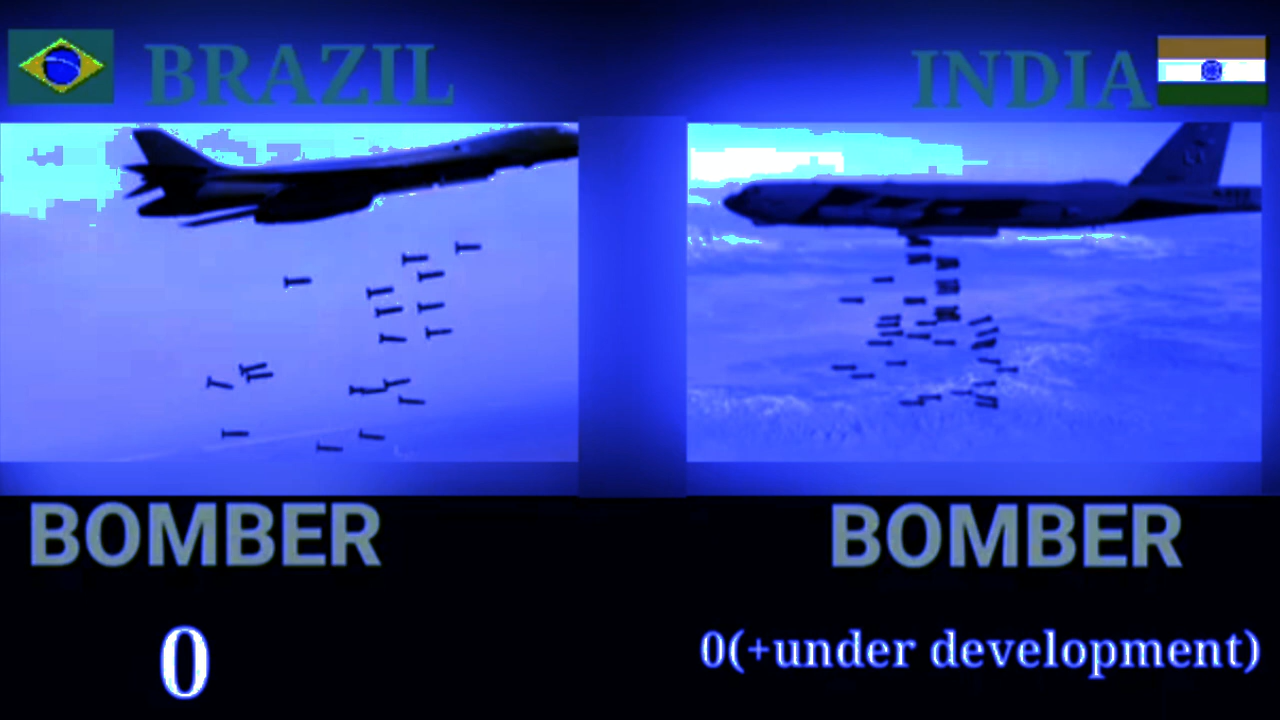 BRAZIL
INDIA
BOMBER
BOMBER
0
0(+under development)